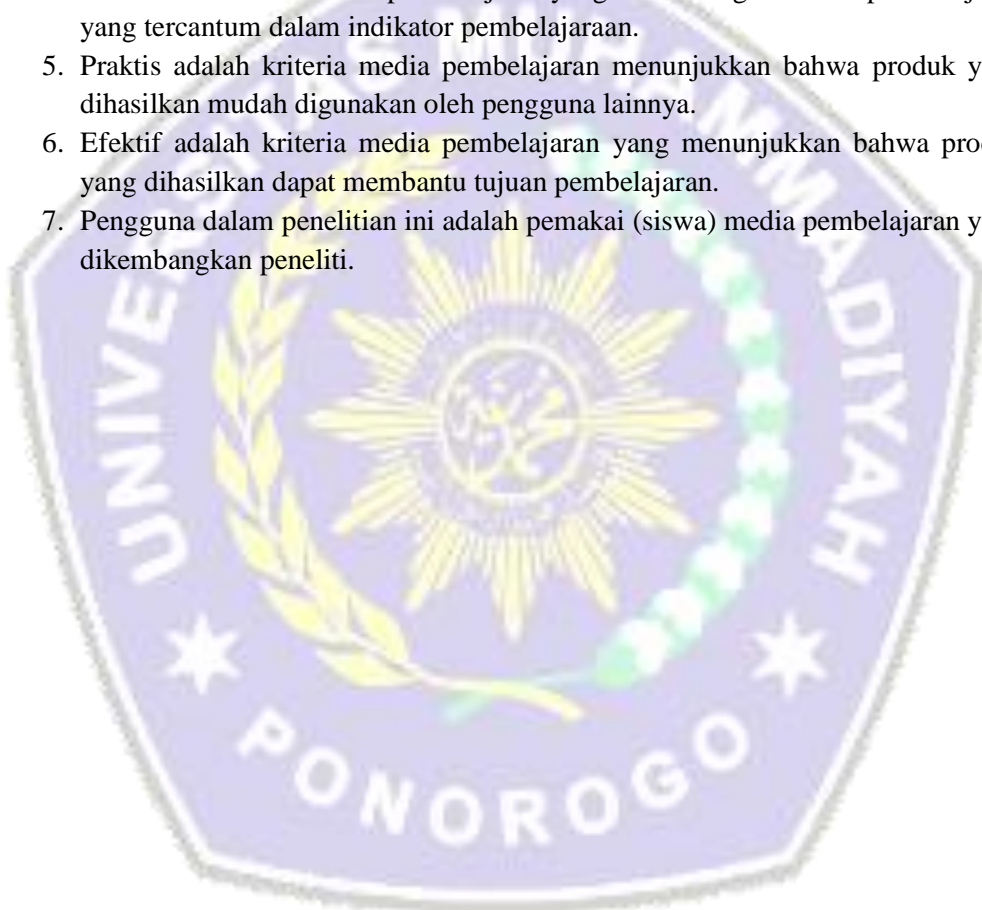 yang tercantum dalam indikator pembelajaraan.
5. Praktis adalah kriteria media pembelajaran menunjukkan bahwa produk y
dihasilkan mudah digunakan oleh pengguna lainnya.
6. Efektif adalah kriteria media pembelajaran yang menunjukkan bahwa pro
yang dihasilkan dapat membantu tujuan pembelajaran.
7. Pengguna dalam penelitian ini adalah pemakai (siswa) media pembelajaran y
dikembangkan peneliti.
UNIVERSITAS MUHAMMADIYAH
PONOROGO